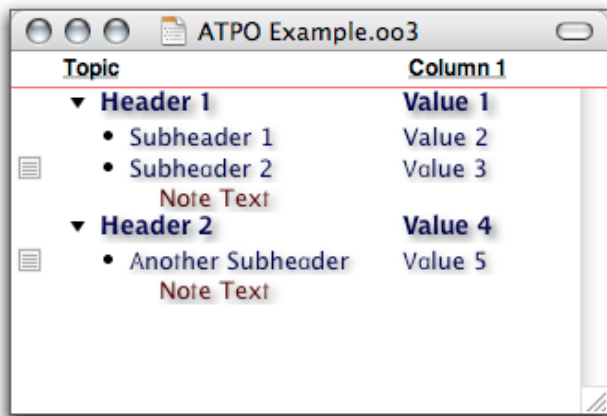 ATPO Example.oo3
Topic Column 1
Header 1 Value 1
Subheader 1 Value 2
Subheader 2 Value 3
Note Text
Header 2 Value 4
Another Subheader Value 5
Note Text